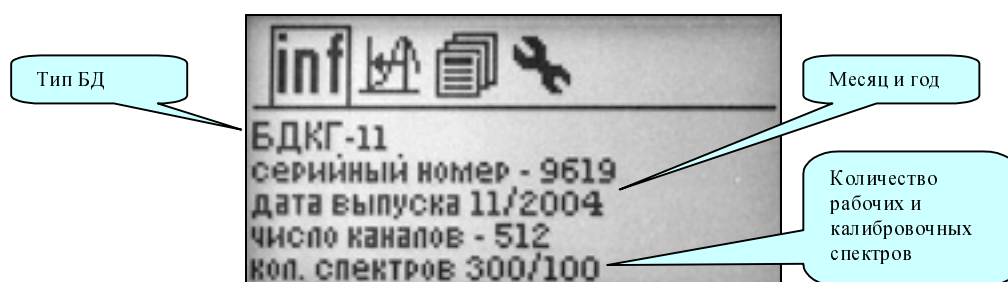 inf
Тип БД
Месяц и год
БДКГ-11
серийный номер - 9619
дата выпуска 11/2004
число каналов - 512
кол. спектров 300/100
Количество
рабочих и
калибровочных
спектров